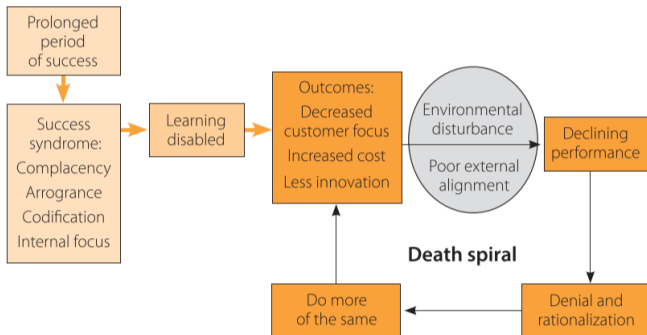 Prolonged
period
of success
Success
syndrome:
Complacency
Arrogrance
Codification
Internal focus
Learning
disabled
Outcomes:
Decreased
customer focus
Increased cost
Less innovation
Environmental
disturbance
Poor external
alignment
Declining
performance
Death spiral
Do more
of the same
Denial and
rationalization